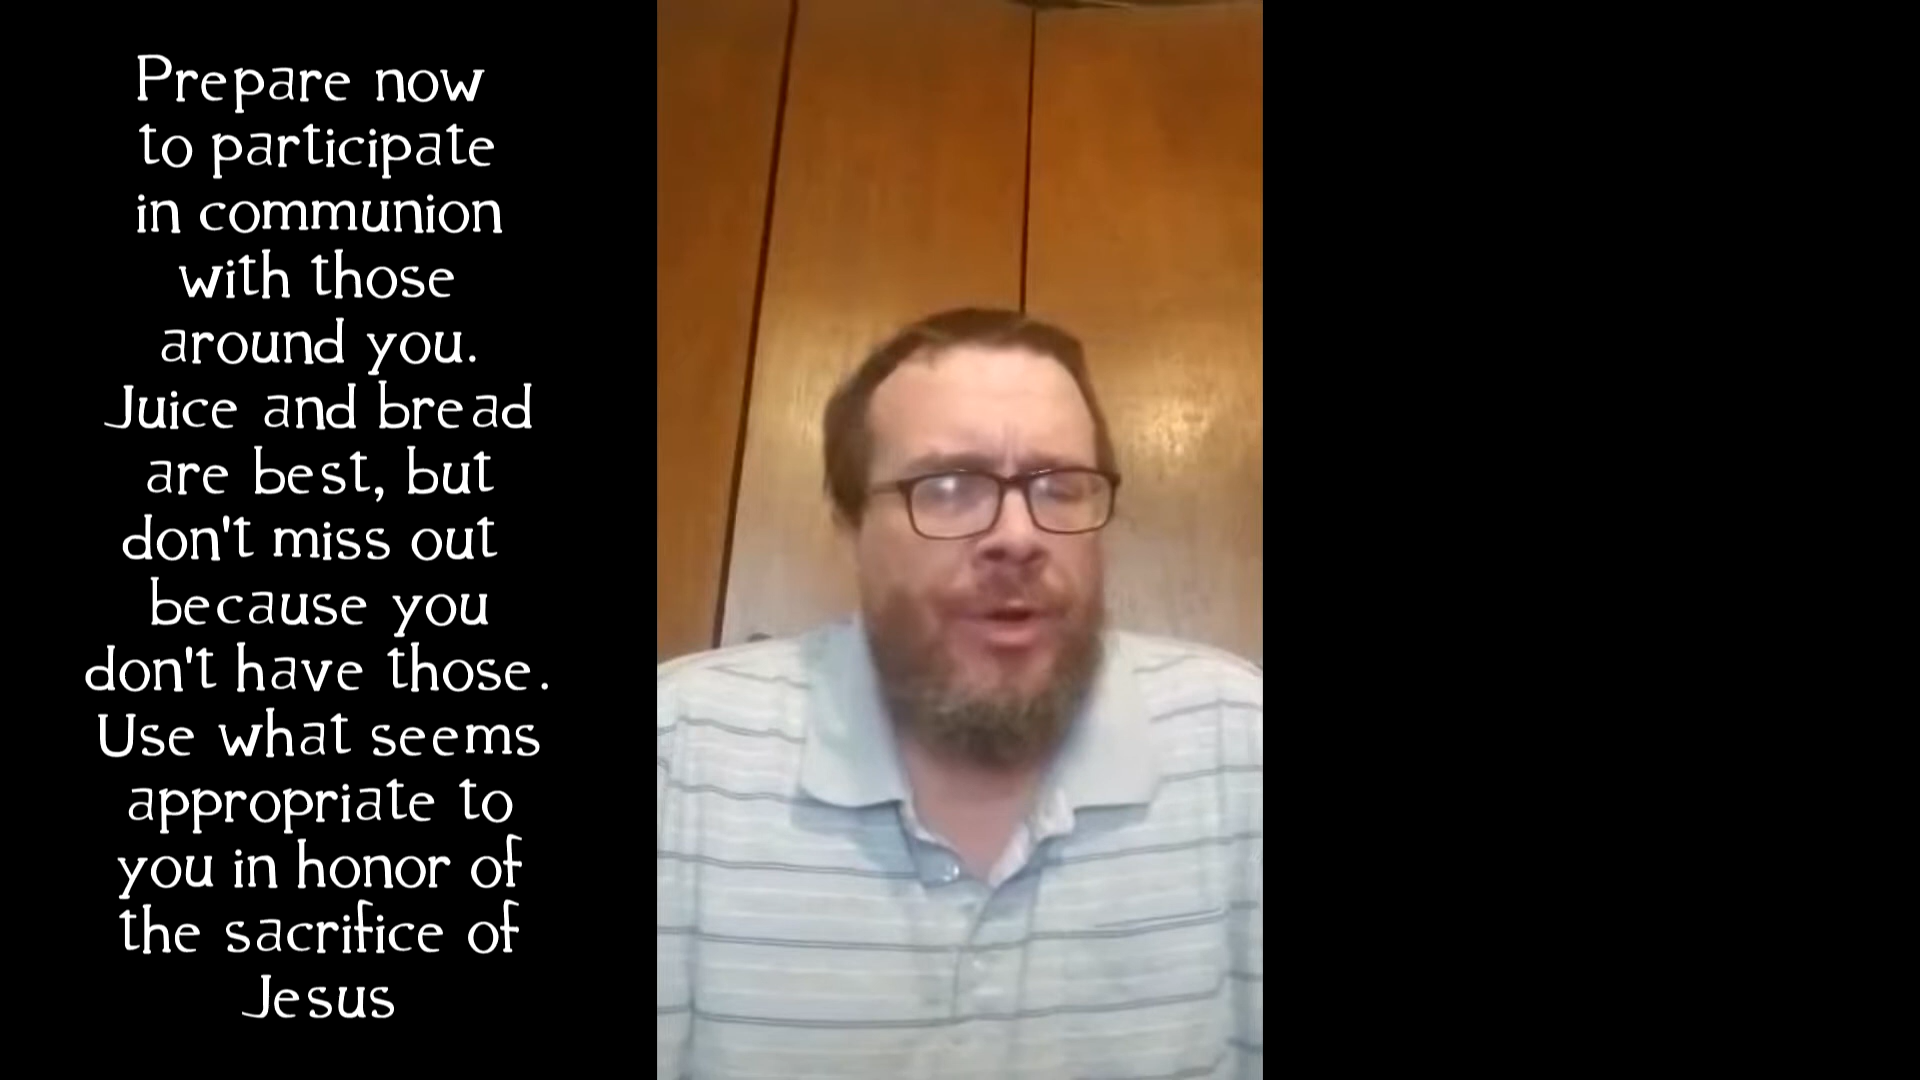 Prepare now
to participate
in communion
with those
around you.
Juice and bread
are best, but
don't miss out
because you
don't have those.
Use what seems
appropriate to
you in honor of
the sacrifice of
Jesus